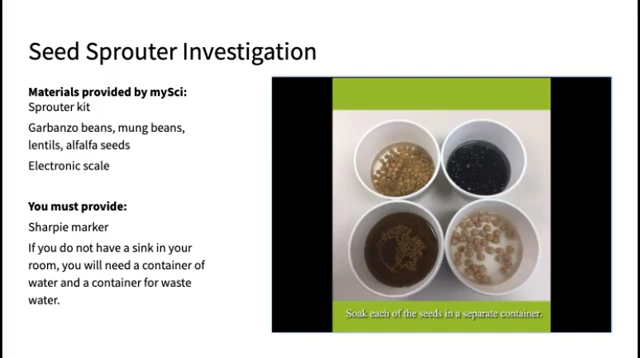 Seed Sprouter Investigation
Materials provided by mySci:
Sprouter kit
Garbanzo beans, mung beans,
lentils, alfalfa seeds
Electronic scale
You must provide:
Sharpie marker
If you do not have a sink in your
room, you will need a container of
water and a container for waste
water.
Soak each of the seeds in a separate container.